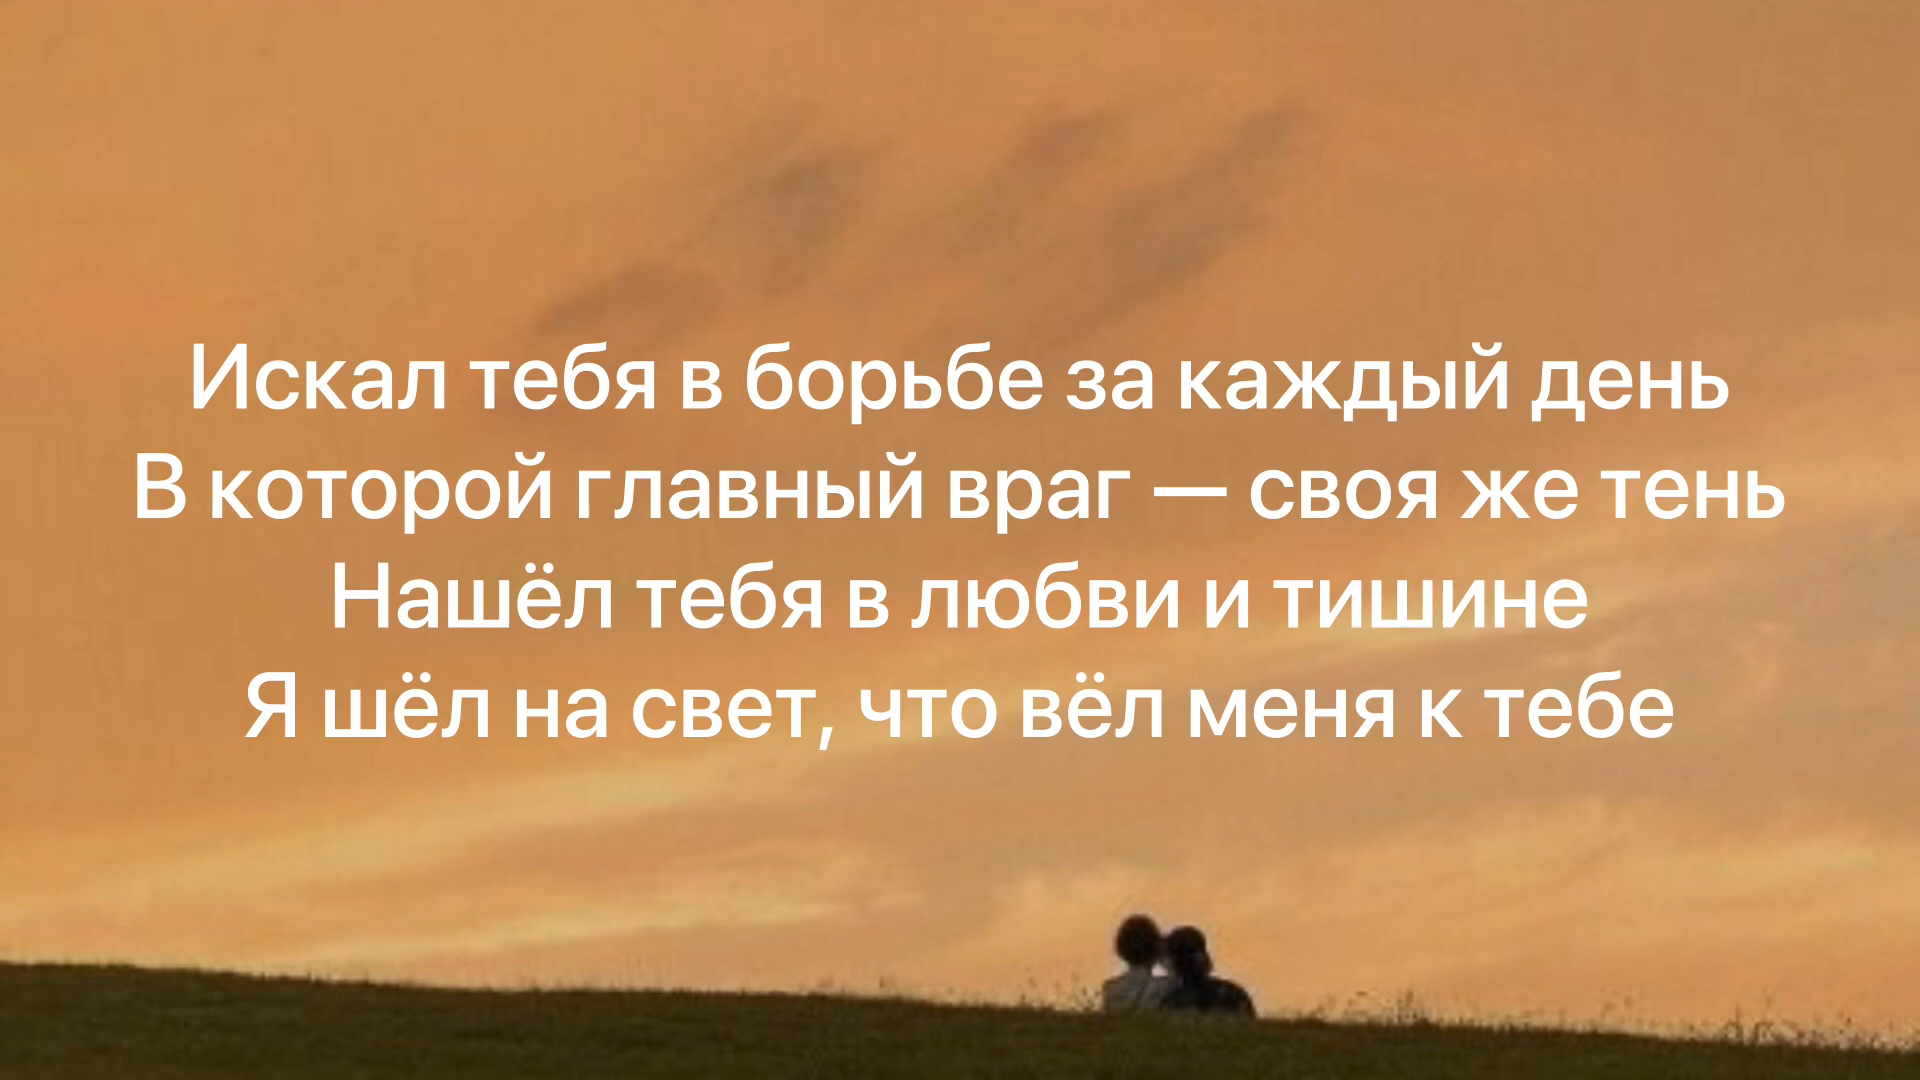 Искал тебя в борьбе за каждый день
В которой главный враг — своя же тень
Нашёл тебя в любви и тишине
Я шёл на свет, что вёл меня к тебе